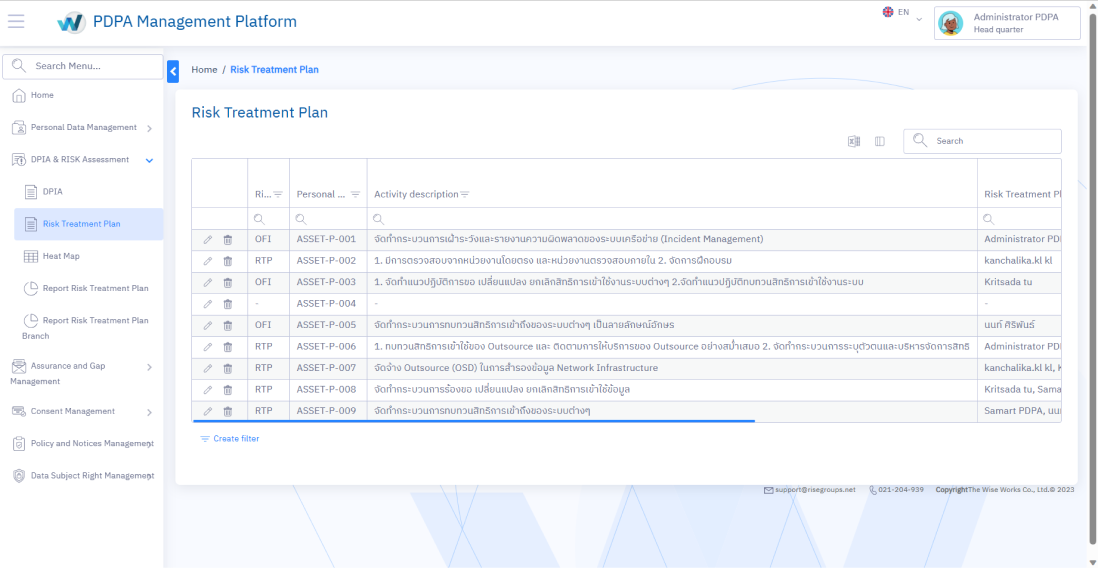 PDPA Management Platform
EN
Administrator PDPA
Head quarter
Search Menu...
Home / Risk Treatment Plan
Home
Personal Data Management
DPIA & RISK Assessment
DPIA
Risk Treatment Plan
Heat Map
Report Risk Treatment Plan
Report Risk Treatment Plan
Branch
Assurance and Gap
Management
Consent Management
Policy and Notices Management
Data Subject Right Management
Risk Treatment Plan
Search
Ri... Personal ... Activity description Risk Treatment Pl
OFI ASSET-P-001 จัดทำกระบวนการเฝ้าระวังและรายงานความผิดพลาดของระบบเครือข่าย (Incident Management) Administrator PD
RTP ASSET-P-002 1. มีการตรวจสอบจากหน่วยงานโดยตรง และหน่วยงานตรวจสอบภายใน 2. จัดการฝึกอบรม kanchalika.kl kl
OFI ASSET-P-003 1. จัดทำแนวปฏิบัติการขอ เปลี่ยนแปลง ยกเลิกสิทธิการเข้าใช้งานระบบต่างๆ 2.จัดทำแนวปฏิบัติทบทวนสิทธิการเข้าใช้งานระบบ Kritsada tu
- ASSET-P-004 - -
OFI ASSET-P-005 จัดทำกระบวนการทบทวนสิทธิการเข้าถึงของระบบต่างๆ เป็นลายลักษณ์อักษร นนท์ ศิริพันธ์
RTP ASSET-P-006 1. ทบทวนสิทธิการเข้าใช้ของ Outsource และ ติดตามการให้บริการของ Outsource อย่างสม่ำเสมอ 2. จัดทำกระบวนการระบุตัวตนและบริหารจัดการสิทธิ Administrator PD
RTP ASSET-P-007 จัดจ้าง Outsource (OSD) ในการสำรองข้อมูล Network Infrastructure kanchalika.kl kl,
RTP ASSET-P-008 จัดทำกระบวนการร้องขอ เปลี่ยนแปลง ยกเลิกสิทธิการเข้าใช้ข้อมูล Kritsada tu, Sama
RTP ASSET-P-009 จัดทำกระบวนการทบทวนสิทธิการเข้าถึงของระบบต่างๆ Samart PDPA, นน
Create filter
support@risegroups.net 021-204-939 CopyrightThe Wise Works Co., Ltd.© 2023